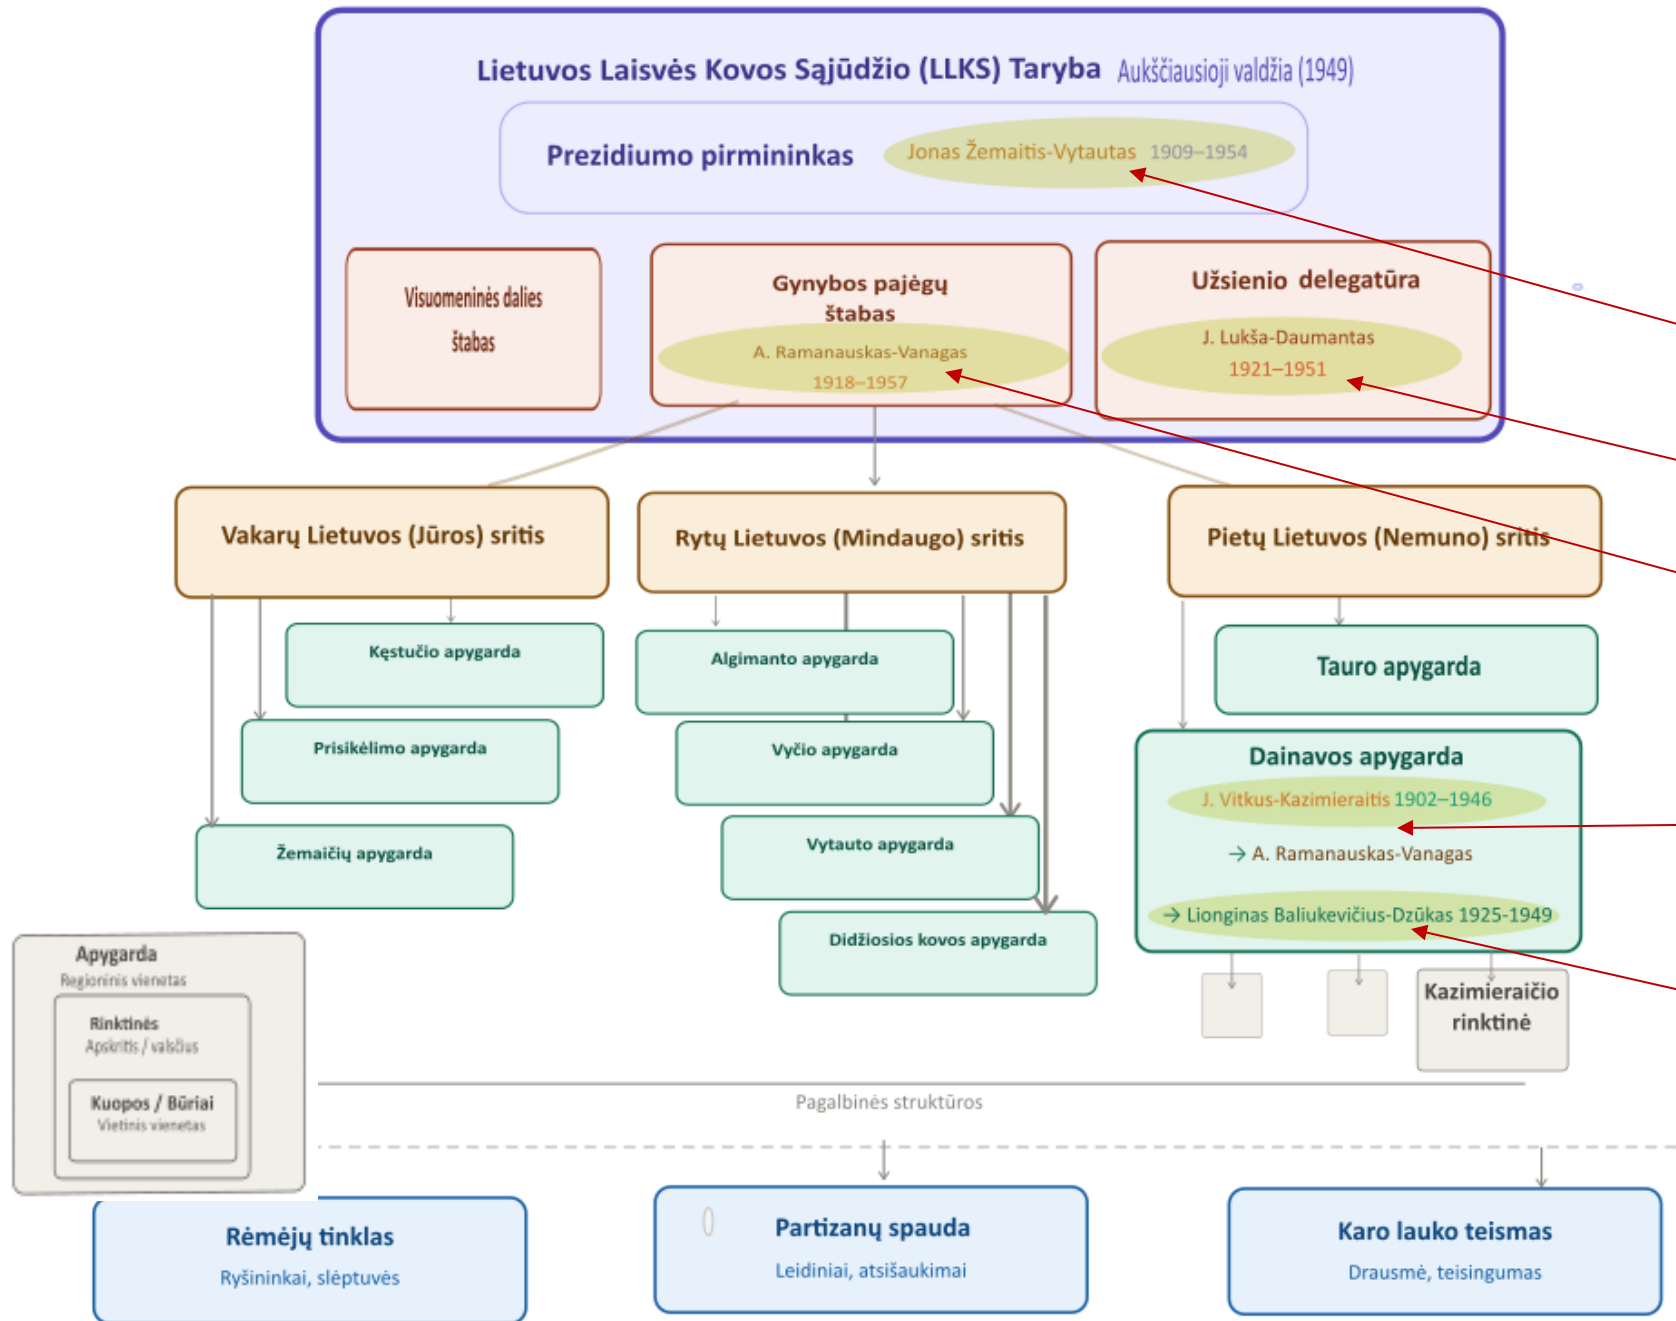 Lietuvos Laisvės Kovos Sąjūdžio (LLKS) Taryba Aukščiausioji valdžia (1949)
Prezidiumo pirmininkas Jonas Žemaitis-Vytautas 1909–1954
Visuomeninės dalies
štabas
Gynybos pajėgų
štabas
A. Ramanauskas-Vanagas
1918–1957
Užsienio delegatūra
J. Lukša-Daumantas
1921–1951
Vakarų Lietuvos (Jūros) sritis
Rytų Lietuvos (Mindaugo) sritis
Pietų Lietuvos (Nemuno) sritis
Kęstučio apygarda
Prisikėlimo apygarda
Žemaičių apygarda
Algimanto apygarda
Vyčio apygarda
Vytauto apygarda
Didžiosios kovos apygarda
Tauro apygarda
Dainavos apygarda
J. Vitkus-Kazimieraitis 1902–1946
→ A. Ramanauskas-Vanagas
→ Lionginas Baliukevičius-Dzūkas 1925-1949
Kazimieraičio
rinktinė
Apygarda
Regioninis vienetas
Rinktinės
Apskritis / valsčius
Kuopos / Būriai
Vietinis vienetas
Pagalbinės struktūros
Rėmėjų tinklas
Ryšininkai, slėptuvės
Partizanų spauda
Leidiniai, atsišaukimai
Karo lauko teismas
Drausmė, teisingumas